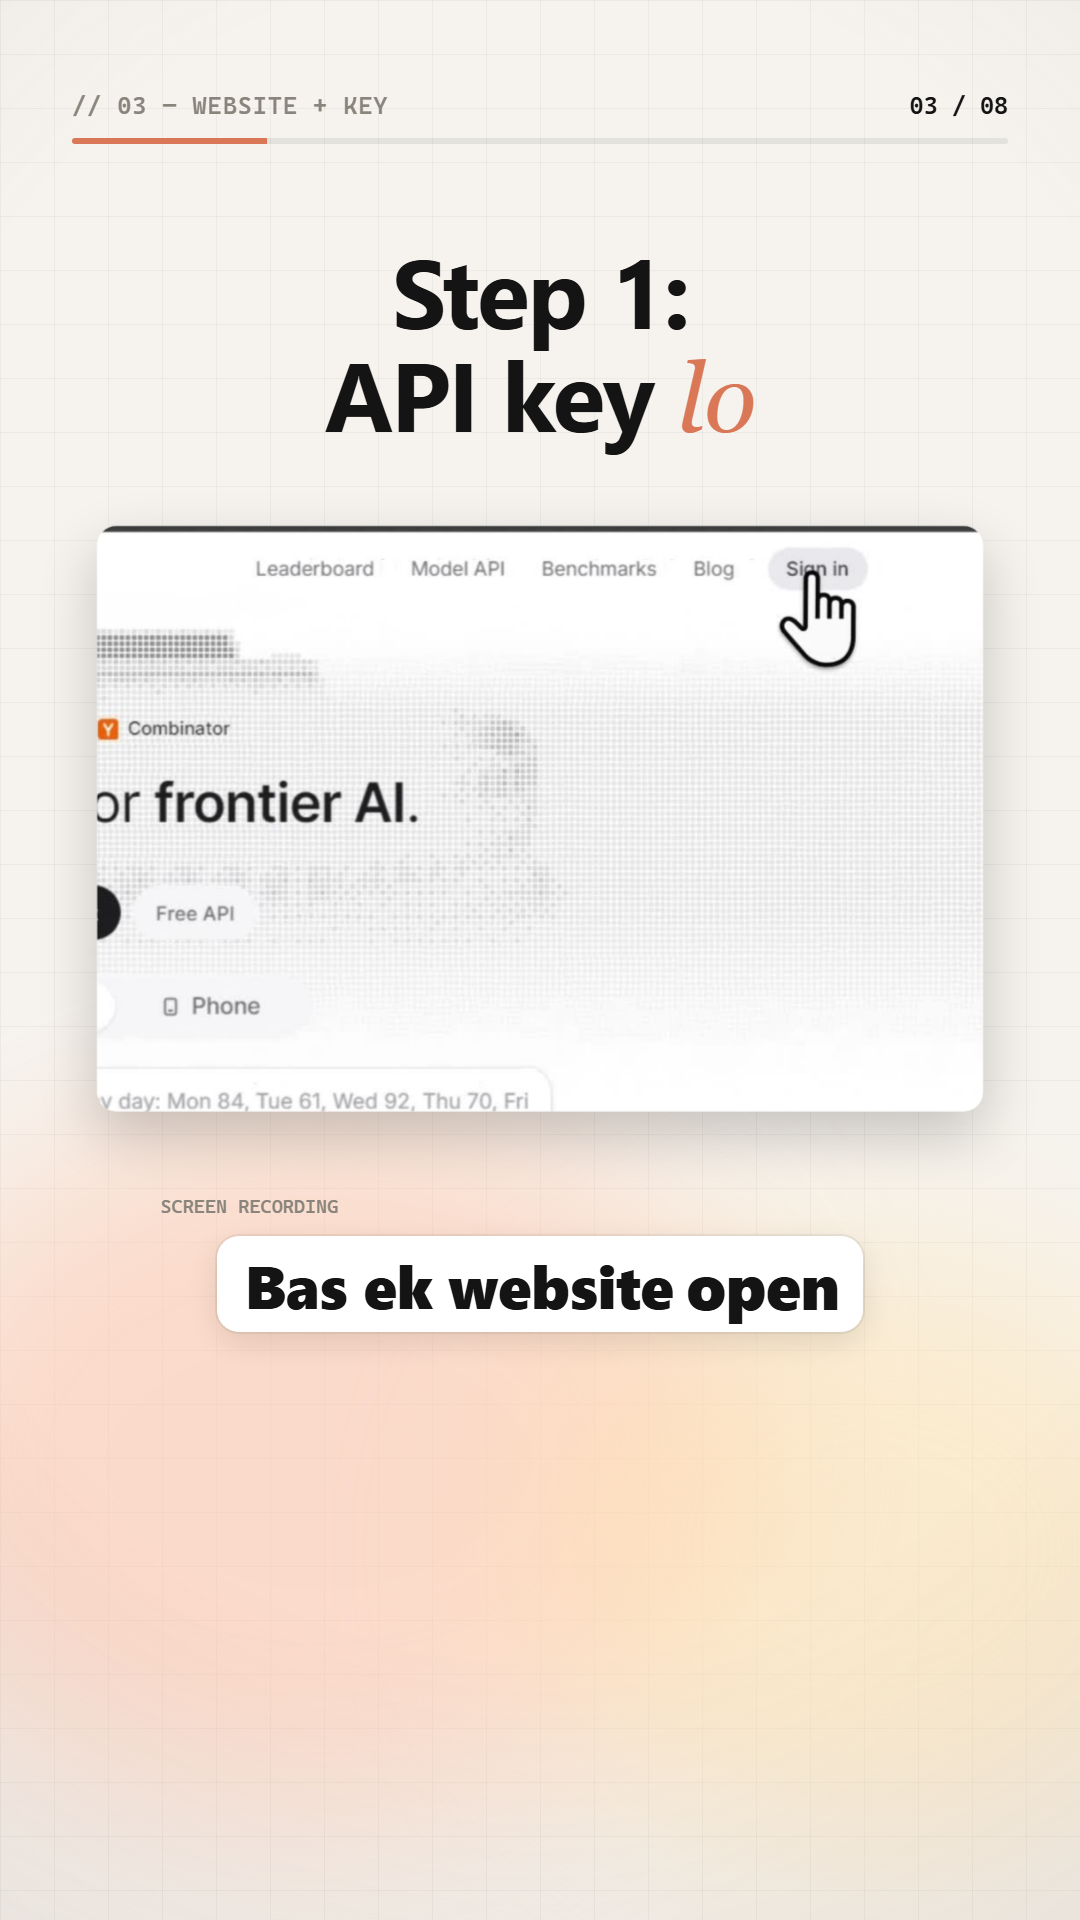 // 03 — WEBSITE + KEY
03 / 08
Step 1:
API key lo
Leaderboard Model API Benchmarks Blog Sign in
Y Combinator
or frontier AI.
Free API
Phone
y day: Mon 84, Tue 61, Wed 92, Thu 70, Fri
SCREEN RECORDING
Bas ek website open